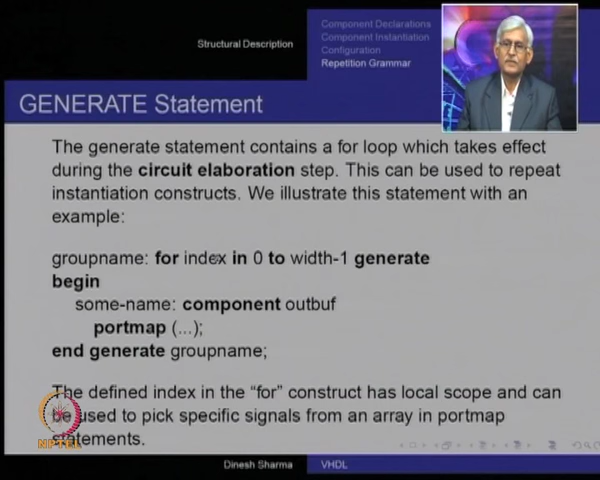 Structural Description
Component Declarations
Component Instantiation
Configuration
Repetition Grammar
GENERATE Statement
The generate statement contains a for loop which takes effect
during the circuit elaboration step. This can be used to repeat
instantiation constructs. We illustrate this statement with an
example:
groupname: for index in 0 to width-1 generate
begin
some-name: component outbuf
portmap (...);
end generate groupname;
The defined index in the “for” construct has local scope and can
be used to pick specific signals from an array in portmap
statements.
NPTEL
Dinesh Sharma
VHDL